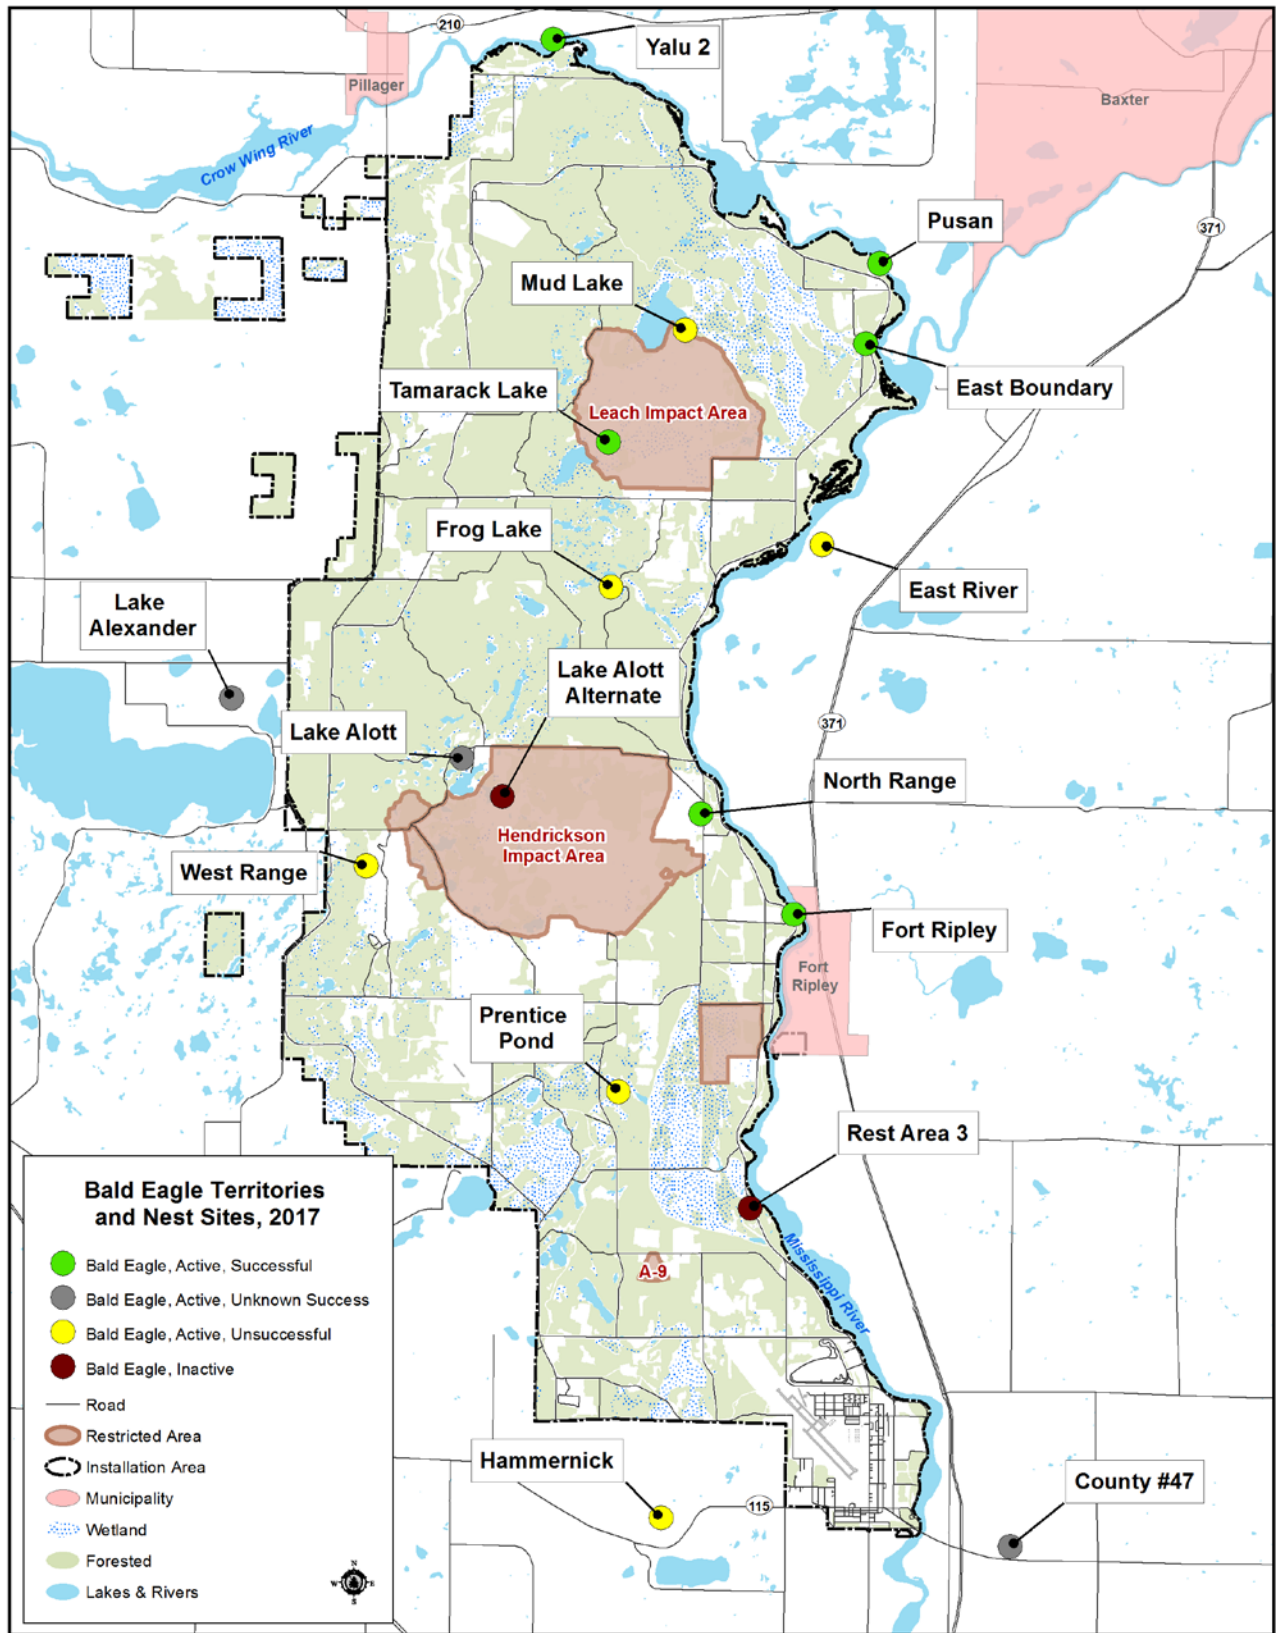 210
Yalu 2
Pillager
Baxter
Crow Wing River
Pusan
371
Mud Lake
East Boundary
Tamarack Lake
Leach Impact Area
Frog Lake
East River
Lake
Alexander
Lake Alott
Alternate
Lake Alott
371
North Range
Hendrickson
Impact Area
West Range
Fort Ripley
Fort
Ripley
Prentice
Pond
Rest Area 3
Mississippi River
A-9
Hammernick
115
County #47
Bald Eagle Territories
and Nest Sites, 2017
Bald Eagle, Active, Successful
Bald Eagle, Active, Unknown Success
Bald Eagle, Active, Unsuccessful
Bald Eagle, Inactive
Road
Restricted Area
Installation Area
Municipality
Wetland
Forested
Lakes & Rivers
N
W
E
S